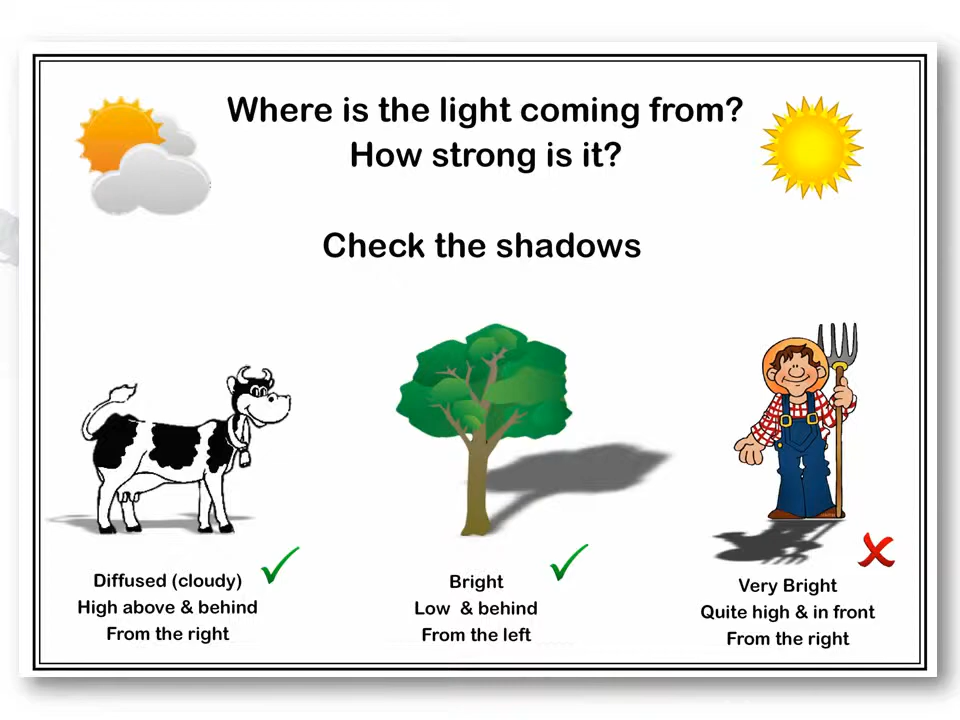 Where is the light coming from?
How strong is it?
Check the shadows
Diffused (cloudy)
High above & behind
From the right
Bright
Low & behind
From the left
Very Bright
Quite high & in front
From the right